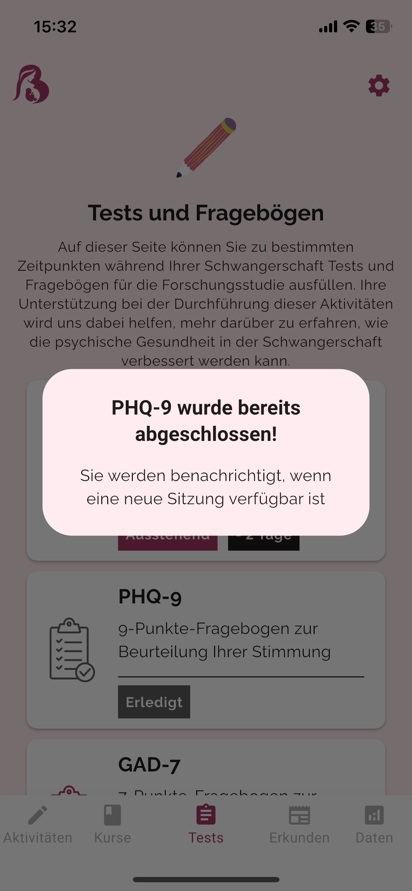 15:32
35
Tests und Fragebögen
Auf dieser Seite können Sie zu bestimmten
Zeitpunkten während Ihrer Schwangerschaft Tests und
Fragebögen für die Forschungsstudie ausfüllen. Ihre
Unterstützung bei der Durchführung dieser Aktivitäten
wird uns dabei helfen, mehr darüber zu erfahren, wie
die psychische Gesundheit in der Schwangerschaft
verbessert werden kann.
PHQ-9 wurde bereits
abgeschlossen!
Sie werden benachrichtigt, wenn
eine neue Sitzung verfügbar ist
Ausstehend
2 Tage
PHQ-9
9-Punkte-Fragebogen zur
Beurteilung Ihrer Stimmung
Erledigt
GAD-7
7-Punkte-Fragebogen zur
Aktivitäten Kurse Tests Erkunden Daten